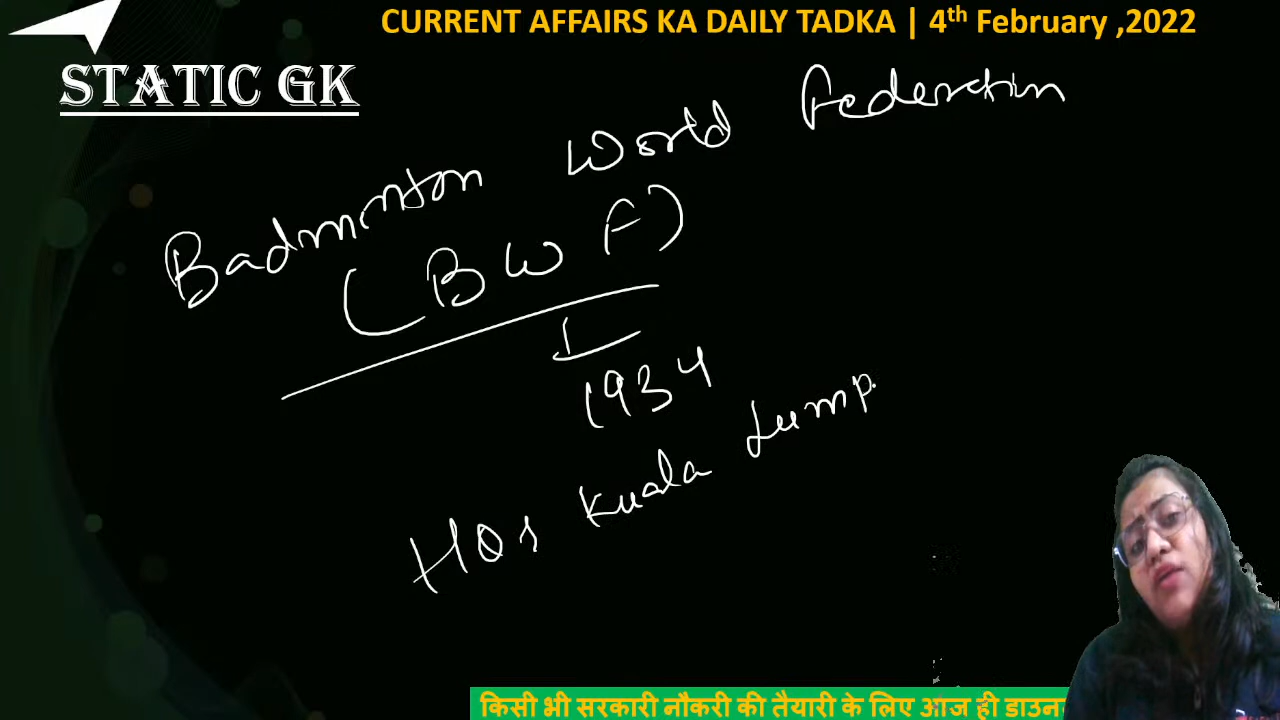 CURRENT AFFAIRS KA DAILY TADKA | 4th February ,2022
STATIC GK
Badminton World Federation
(BWF)
1934
HQs Kuala Lump
किसी भी सरकारी नौकरी की तैयारी के लिए आज ही डाउन